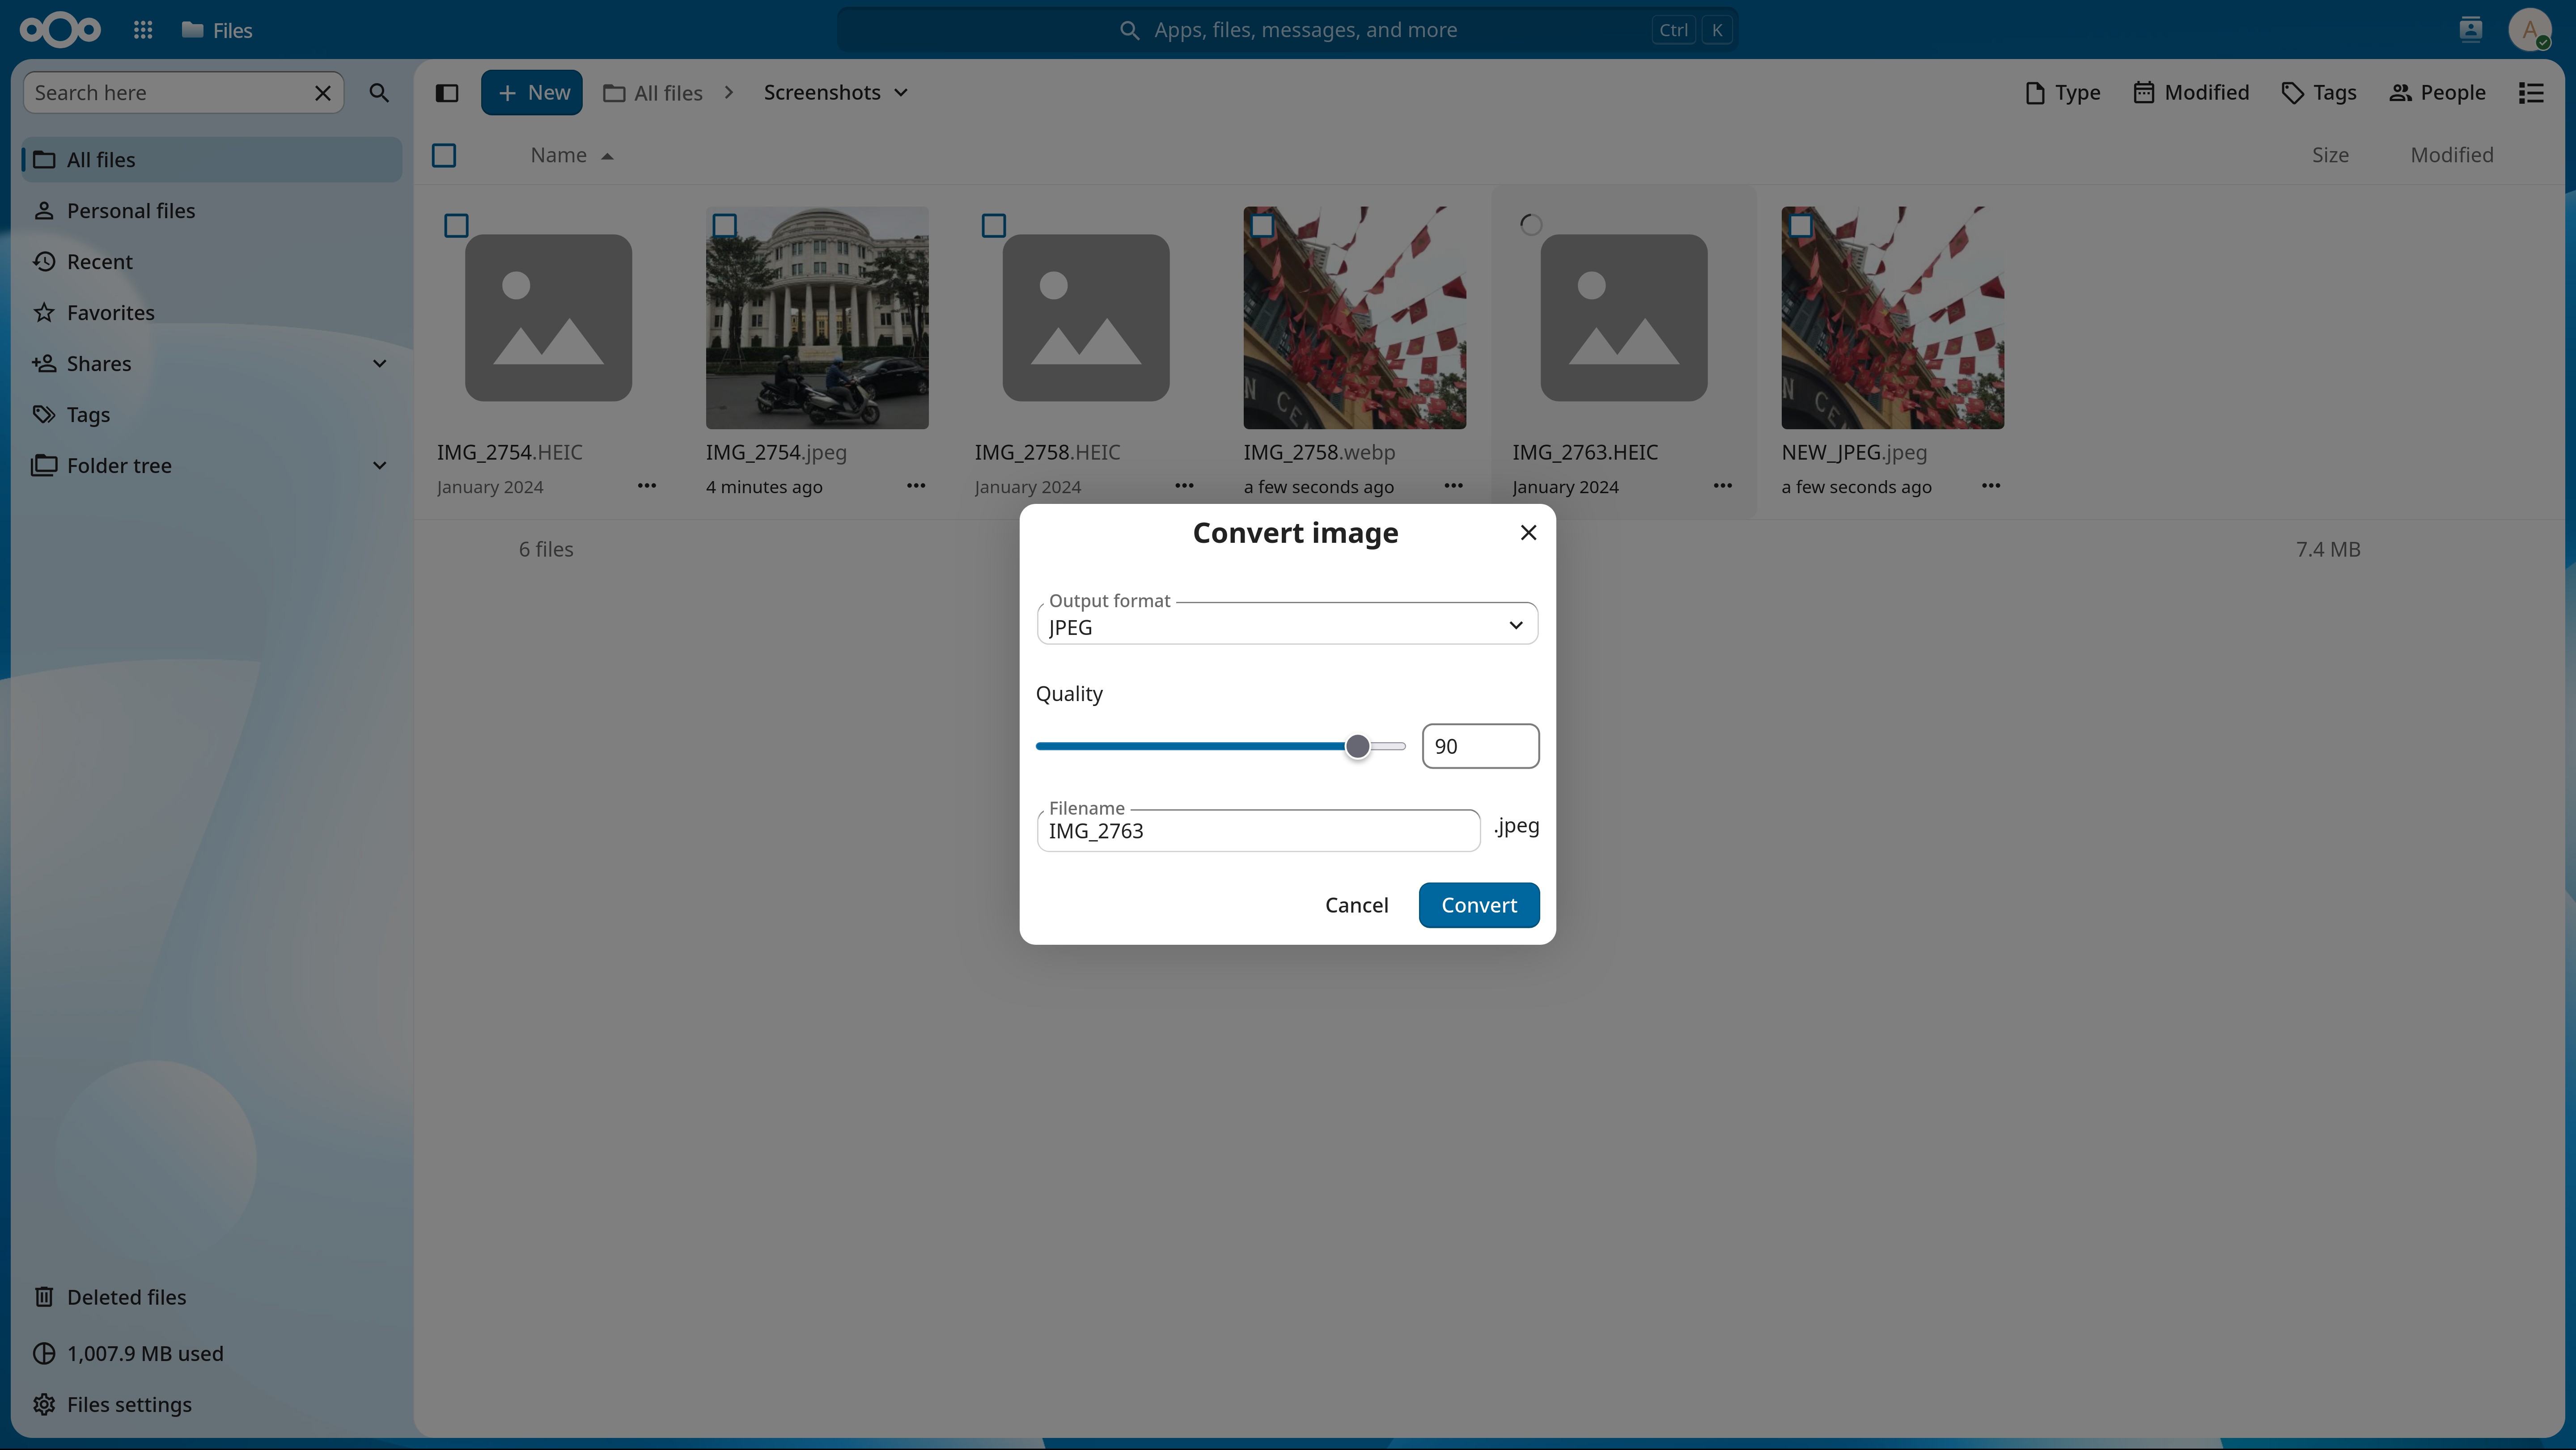 Files
Apps, files, messages, and more
Ctrl K
A
Search here
New
All files
Screenshots
Type
Modified
Tags
People
All files
Personal files
Recent
Favorites
Shares
Tags
Folder tree
Name
Size
Modified
IMG_2754.HEIC
January 2024
IMG_2754.jpeg
4 minutes ago
IMG_2758.HEIC
January 2024
IMG_2758.webp
a few seconds ago
IMG_2763.HEIC
January 2024
NEW_JPEG.jpeg
a few seconds ago
6 files
7.4 MB
Convert image
Output format
JPEG
Quality
90
Filename
IMG_2763
.jpeg
Cancel
Convert
Deleted files
1,007.9 MB used
Files settings